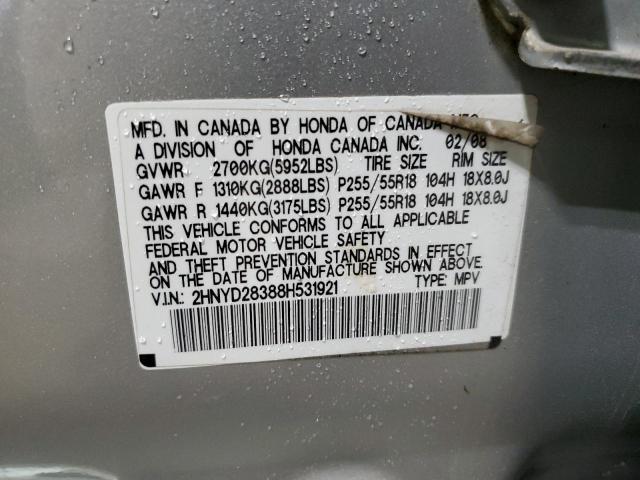 MFD. IN CANADA BY HONDA OF CANADA MFG.
A DIVISION OF HONDA CANADA INC. 02/08
GVWR 2700KG(5952LBS) TIRE SIZE RIM SIZE
GAWR F 1310KG(2888LBS) P255/55R18 104H 18X8.0J
GAWR R 1440KG(3175LBS) P255/55R18 104H 18X8.0J
THIS VEHICLE CONFORMS TO ALL APPLICABLE
FEDERAL MOTOR VEHICLE SAFETY
AND THEFT PREVENTION STANDARDS IN EFFECT
ON THE DATE OF MANUFACTURE SHOWN ABOVE.
V.I.N.: 2HNYD28388H531921 TYPE: MPV